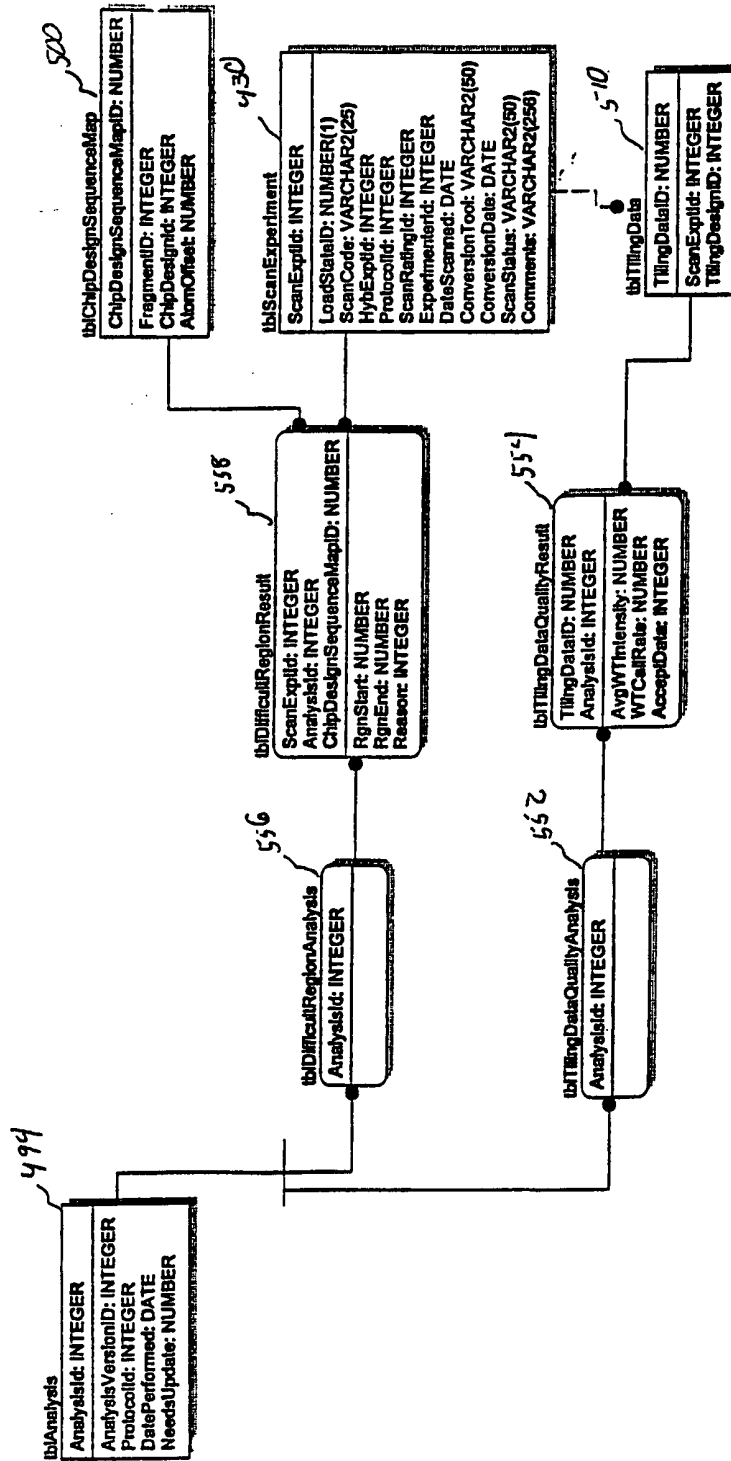 tblAnalysis
494
AnalysisId: INTEGER
AnalysisVersionID: INTEGER
ProtocolId: INTEGER
DatePerformed: DATE
NeedsUpdate: NUMBER
tblDifficultRegionAnalysis
556
AnalysisId: INTEGER
tblTilingDataQualityAnalysis
552
AnalysisId: INTEGER
tblDifficultRegionResult
558
ScanExptId: INTEGER
AnalysisId: INTEGER
ChipDesignSequenceMapID: NUMBER
RgnStart: NUMBER
RgnEnd: NUMBER
Reason: INTEGER
tblTilingDataQualityResult
554
TilingDataID: NUMBER
AnalysisId: INTEGER
AvgWTIntensity: NUMBER
WTCallRate: NUMBER
AcceptData: INTEGER
tblChipDesignSequenceMap
500
ChipDesignSequenceMapID: NUMBER
FragmentID: INTEGER
ChipDesignId: INTEGER
AtomOffset: NUMBER
tblScanExperiment
430
ScanExptId: INTEGER
LoadStateID: NUMBER(1)
ScanCode: VARCHAR2(25)
HybExptId: INTEGER
ProtocolId: INTEGER
ScanRatingId: INTEGER
ExperimenterId: INTEGER
DateScanned: DATE
ConversionTool: VARCHAR2(50)
ConversionDate: DATE
ScanStatus: VARCHAR2(50)
Comments: VARCHAR2(256)
tblTilingData
510
TilingDataID: NUMBER
ScanExptId: INTEGER
TilingDesignID: INTEGER